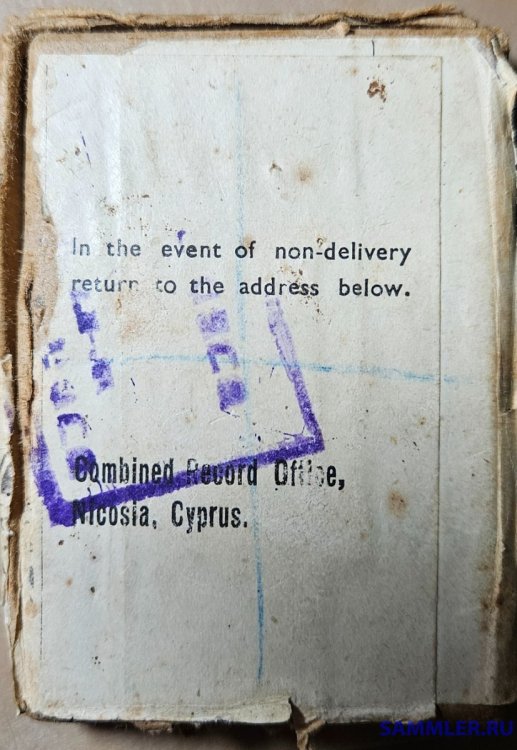 In the event of non-delivery
return to the address below.
Combined Record Office,
Nicosia, Cyprus.
SAMMLER.RU